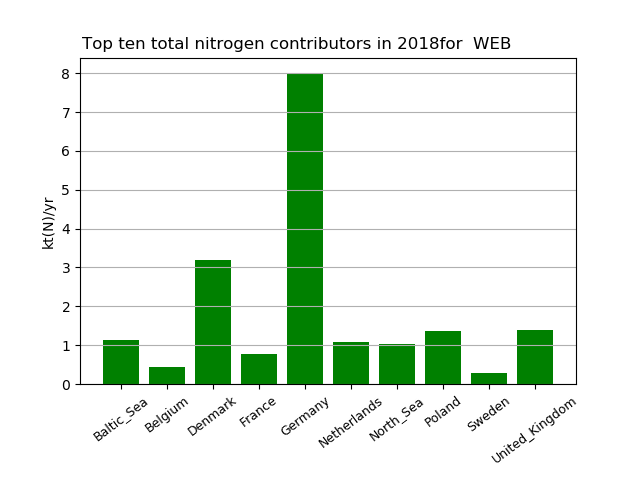 Top ten total nitrogen contributors in 2018for  WEB
8
7
6
5
4
3
2
1
0
kt(N)/yr
Baltic_Sea
Belgium
Denmark
France
Germany
Netherlands
North_Sea
Poland
Sweden
United_Kingdom